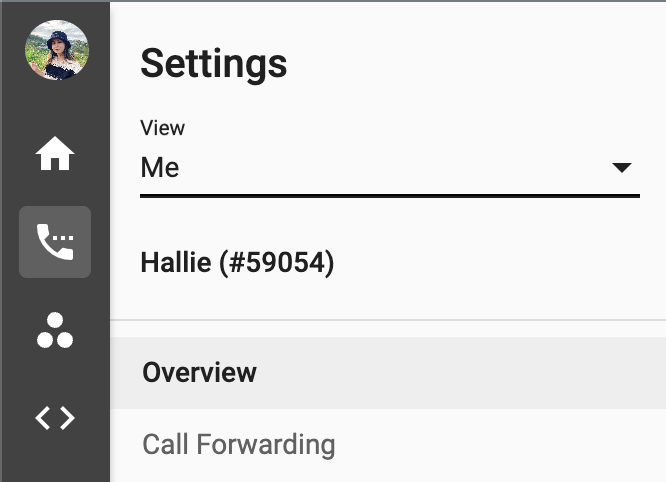 Settings
View
Me
Hallie (#59054)
Overview
Call Forwarding